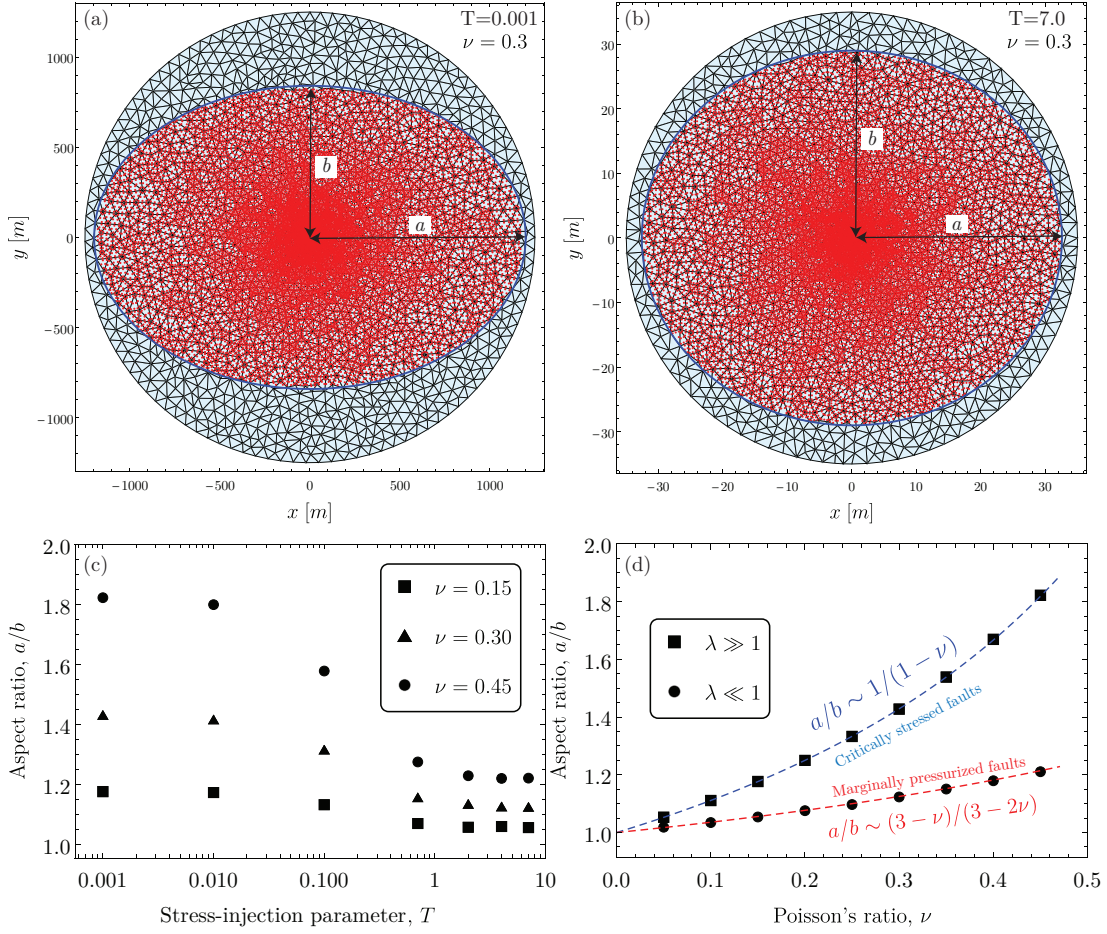 (a)
T=0.001
ν = 0.3
1000
500
0
−500
−1000
y [m]
b
a
−1000 −500 0 500 1000
x [m]
(b)
T=7.0
ν = 0.3
30
20
10
0
−10
−20
−30
y [m]
b
a
−30 −20 −10 0 10 20 30
x [m]
(c)
2.0
1.8
1.6
1.4
1.2
1.0
Aspect ratio, a/b
ν = 0.15
ν = 0.30
ν = 0.45
0.001 0.010 0.100 1 10
Stress-injection parameter, T
(d)
2.0
1.8
1.6
1.4
1.2
1.0
Aspect ratio, a/b
λ ≫ 1
λ ≪ 1
a/b ∼ 1/(1 − ν)
Critically stressed faults
Marginally pressurized faults
a/b ∼ (3 − ν)/(3 − 2ν)
0.0 0.1 0.2 0.3 0.4 0.5
Poisson's ratio, ν